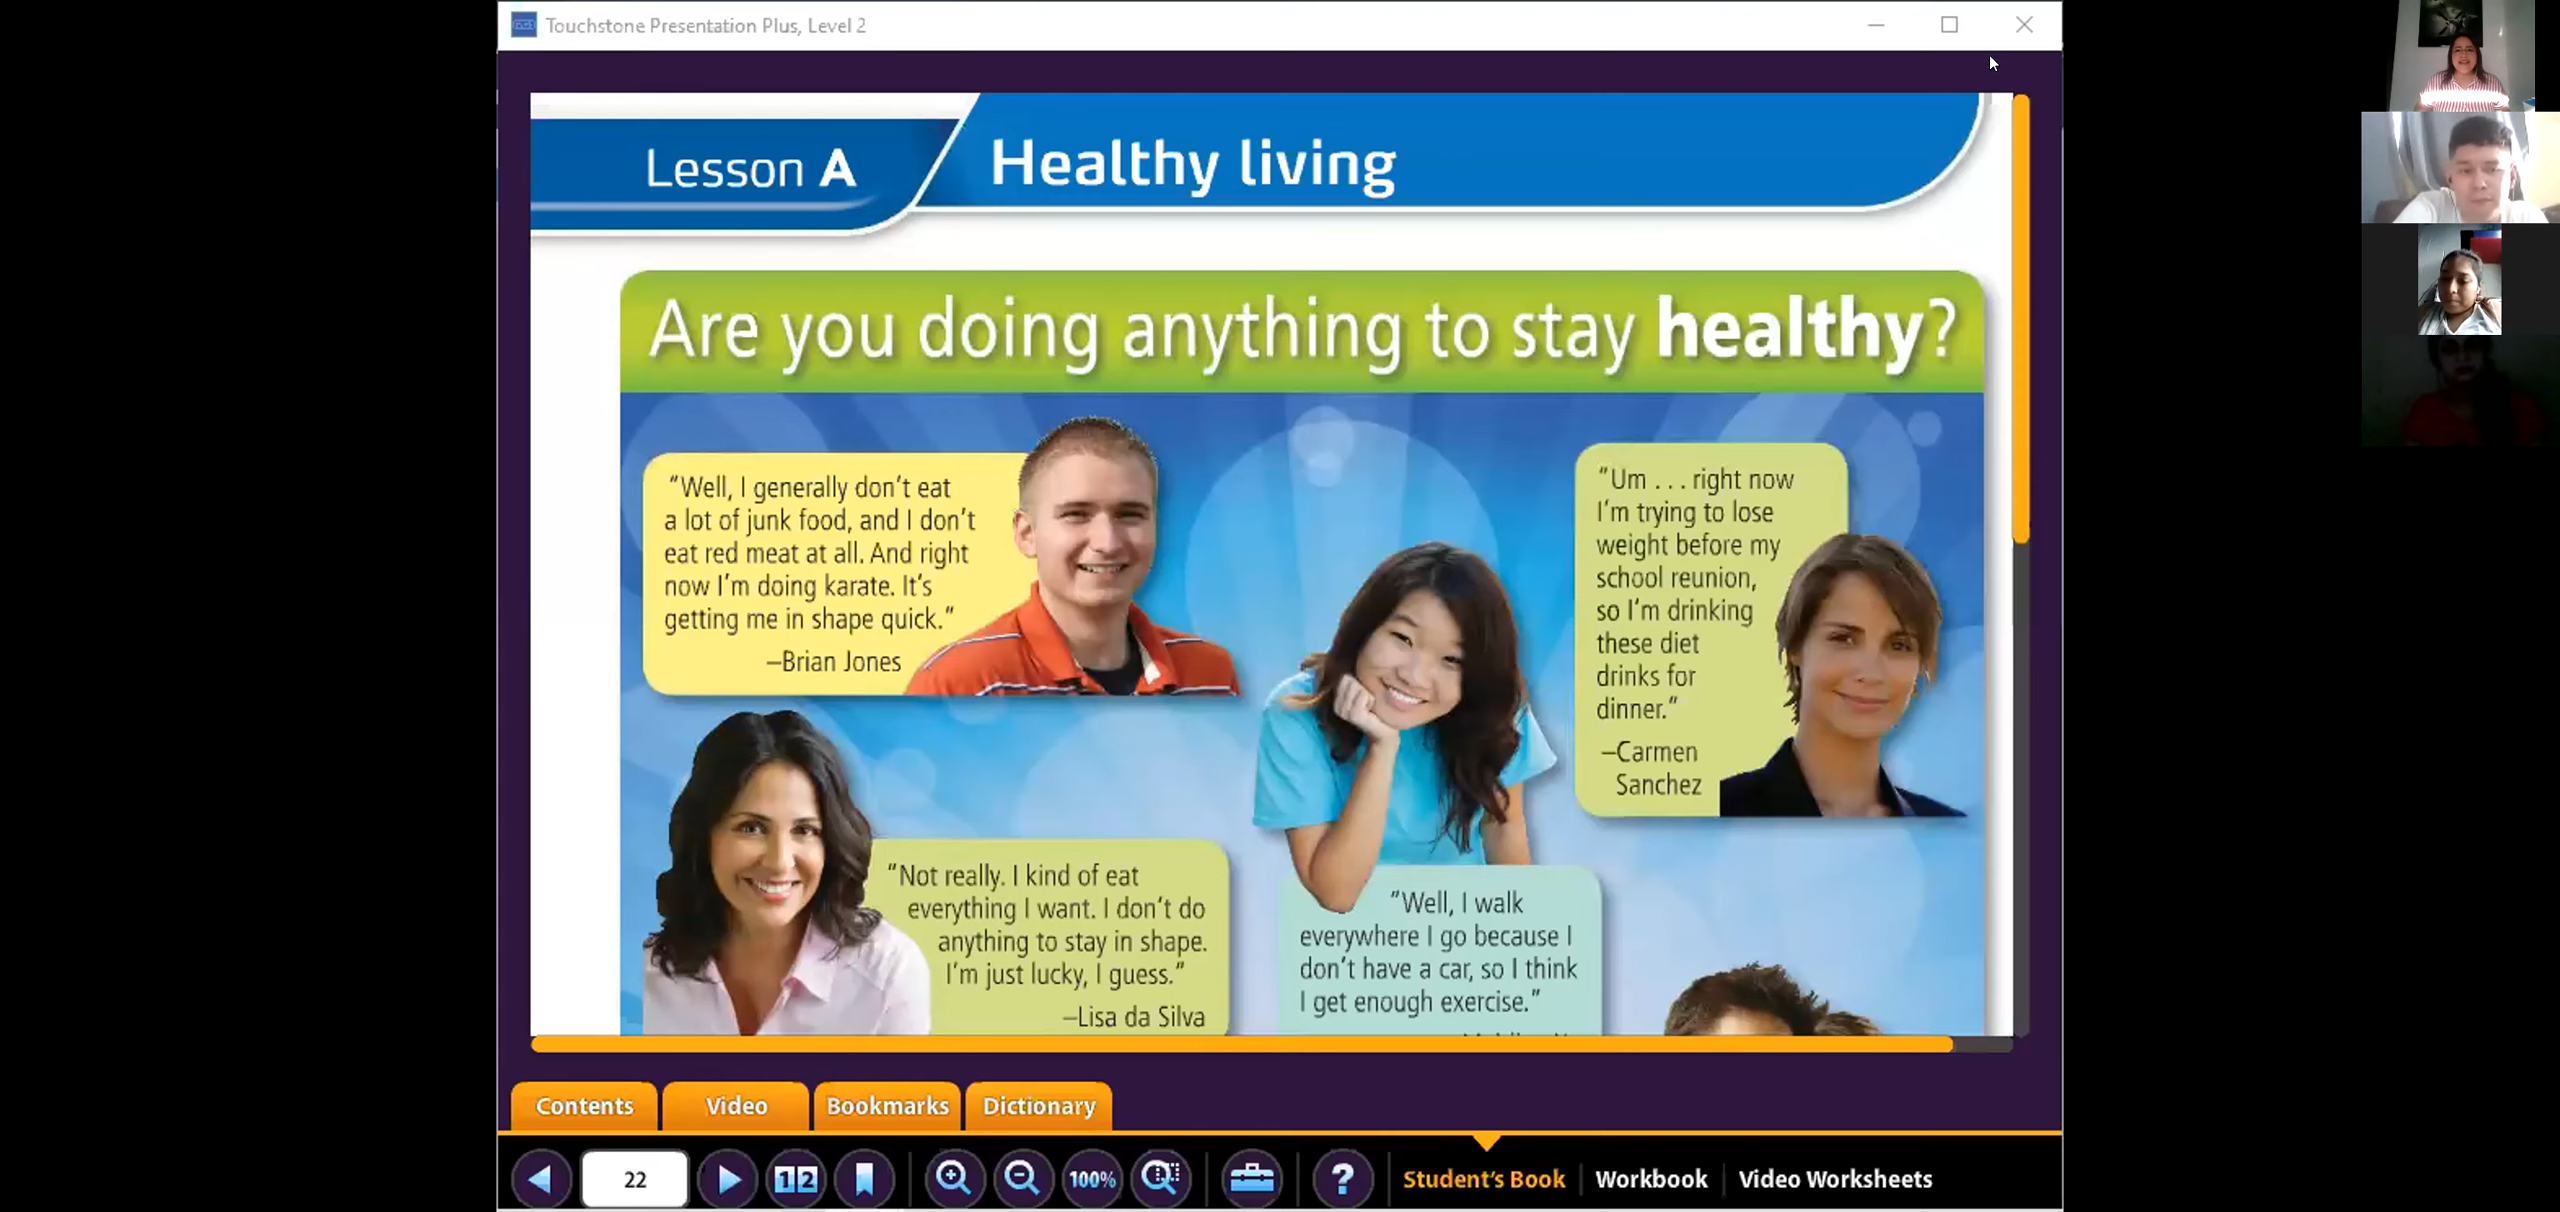 Touchstone Presentation Plus, Level 2
Lesson A
Healthy living
Are you doing anything to stay healthy?
“Well, I generally don’t eat
a lot of junk food, and I don’t
eat red meat at all. And right
now I’m doing karate. It’s
getting me in shape quick.”
–Brian Jones
“Um . . . right now
I’m trying to lose
weight before my
school reunion,
so I’m drinking
these diet
drinks for
dinner.”
–Carmen
Sanchez
“Not really. I kind of eat
everything I want. I don’t do
anything to stay in shape.
I’m just lucky, I guess.”
–Lisa da Silva
“Well, I walk
everywhere I go because I
don’t have a car, so I think
I get enough exercise.”
Contents
Video
Bookmarks
Dictionary
22
12
100%
?
Student’s Book
Workbook
Video Worksheets